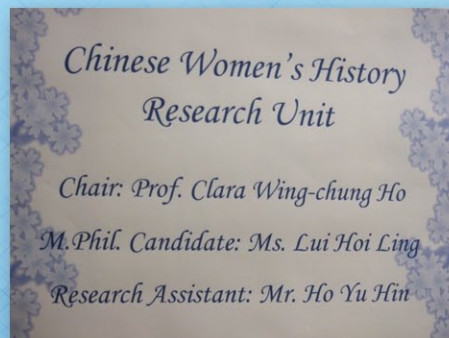 Chinese Women's History
Research Unit
Chair: Prof. Clara Wing-chung Ho
M.Phil. Candidate: Ms. Lui Hoi Ling
Research Assistant: Mr. Ho Yu Hin